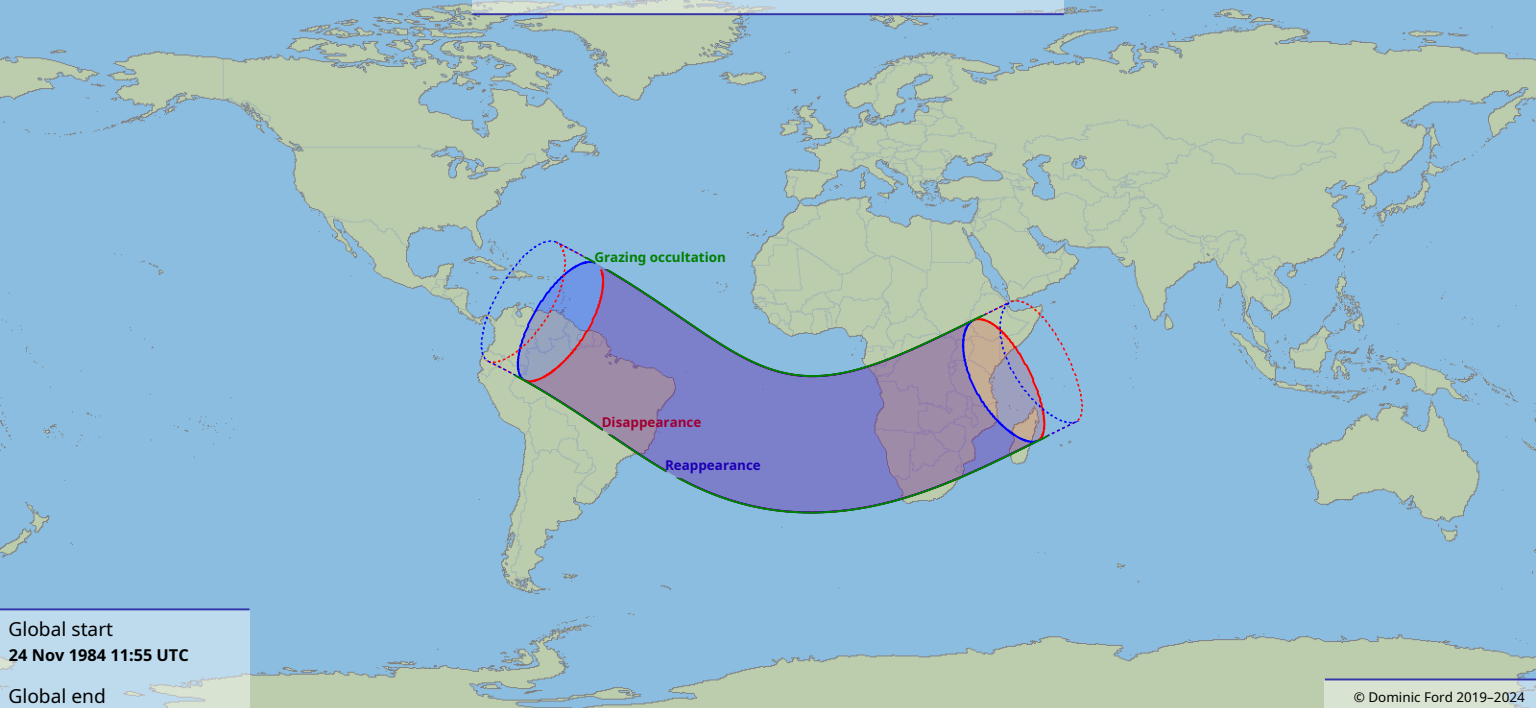 Grazing occultation
Disappearance
Reappearance
Global start
24 Nov 1984 11:55 UTC
Global end
© Dominic Ford 2019–2024